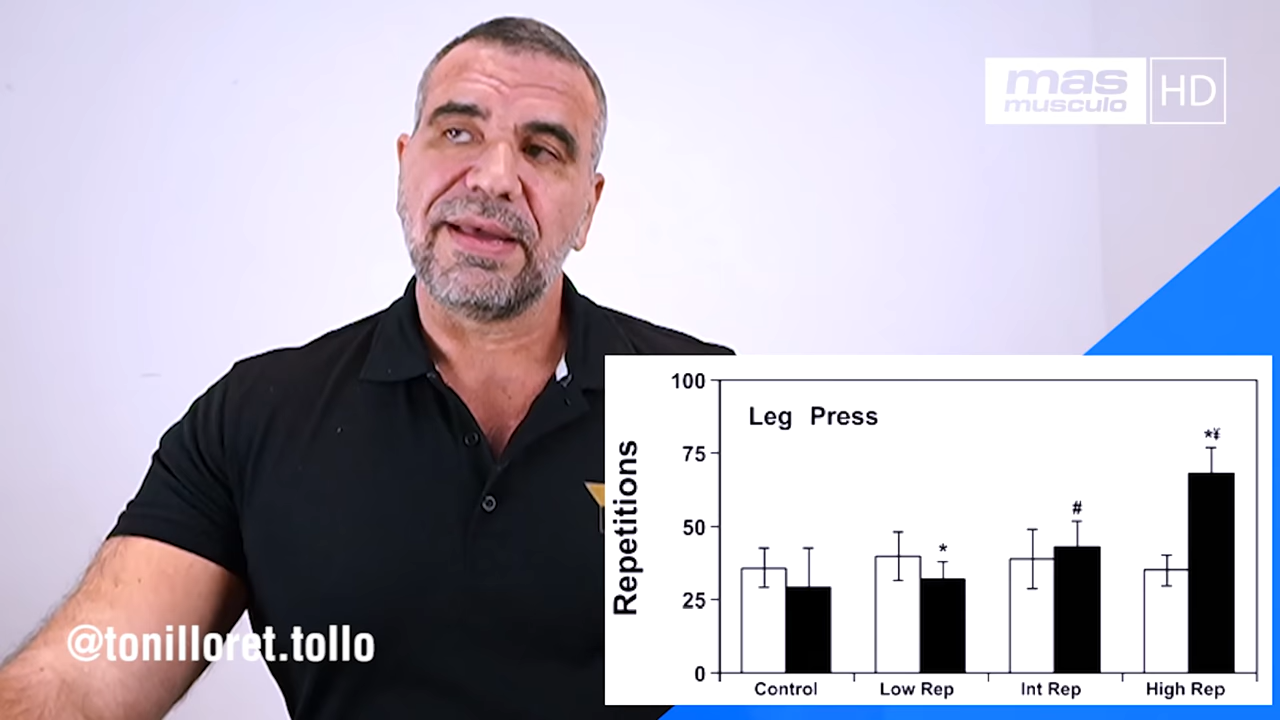 mas
musculo
HD
@tonilloret.tollo
Leg Press
Repetitions
100
75
50
25
0
*
#
*¥
Control
Low Rep
Int Rep
High Rep